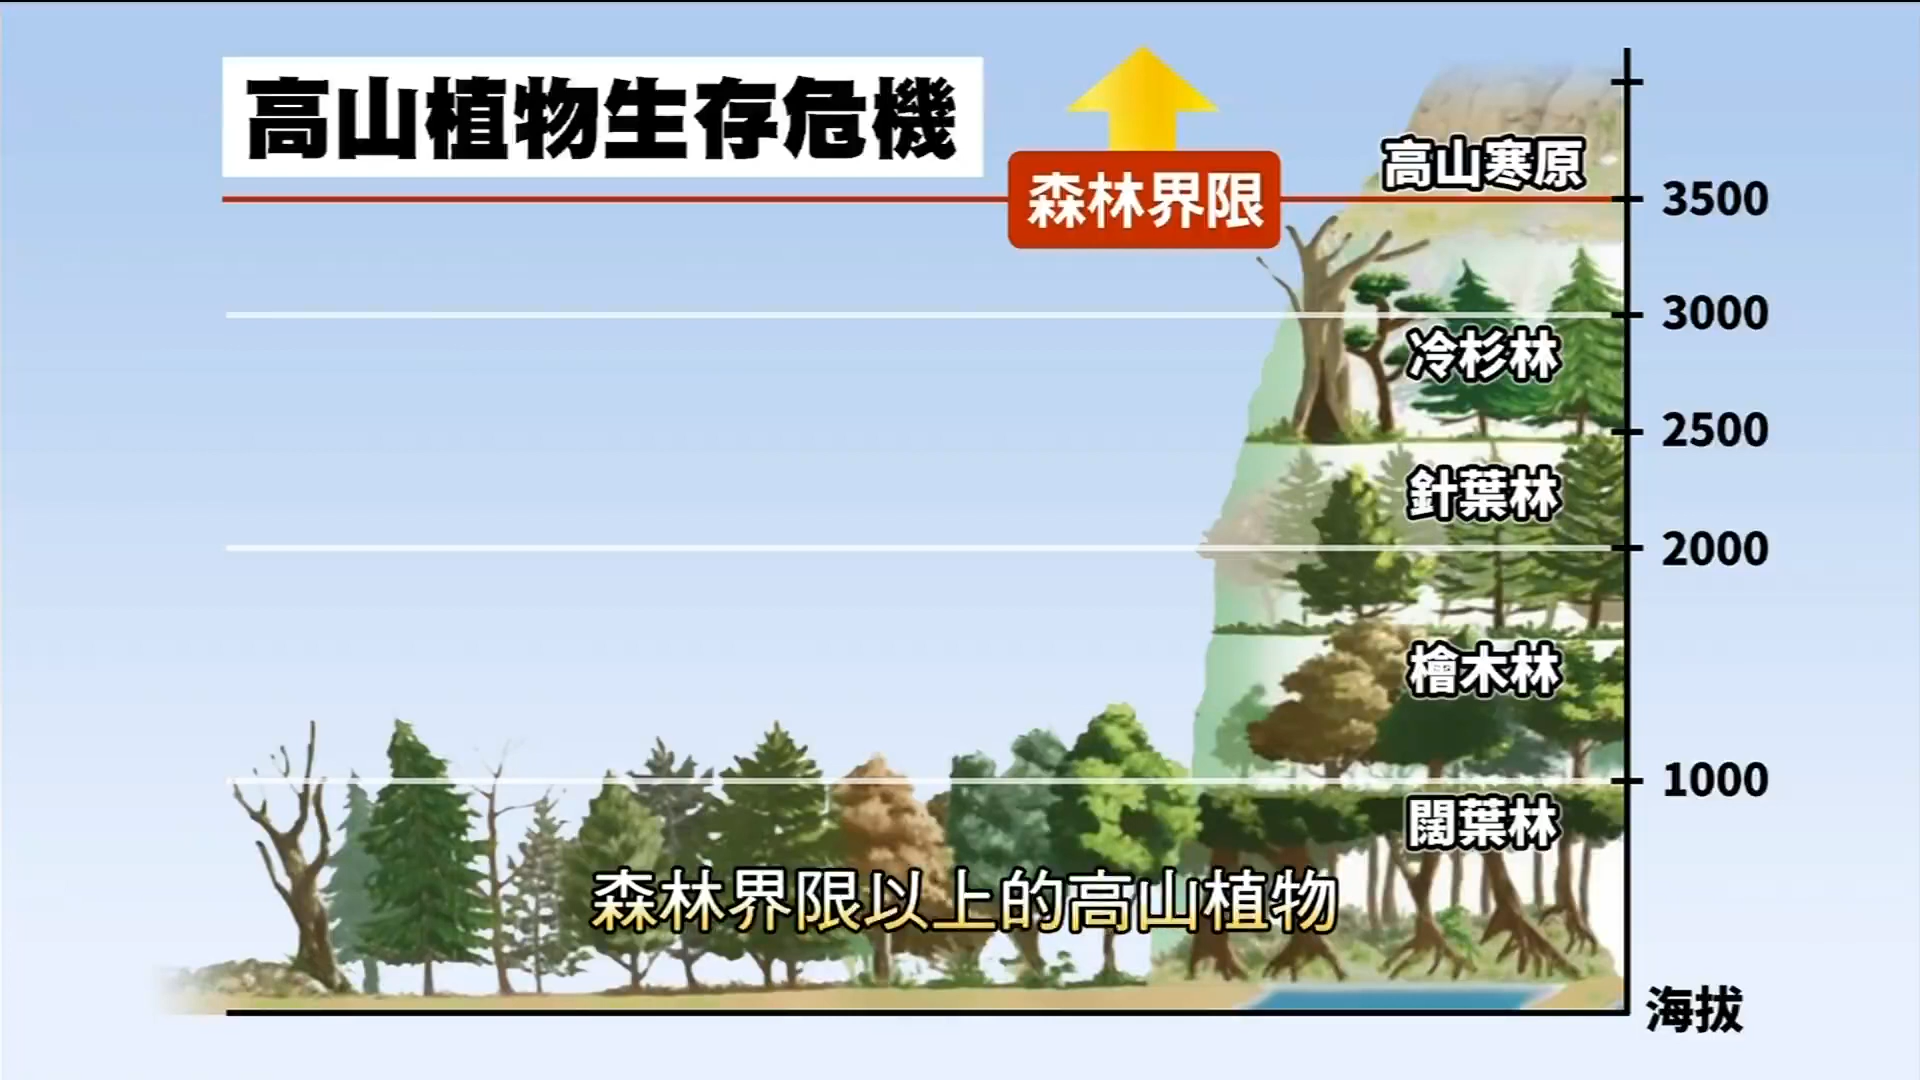 高山植物生存危機
森林界限
高山寒原
3500
3000
冷杉林
2500
針葉林
2000
檜木林
1000
闊葉林
森林界限以上的高山植物
海拔